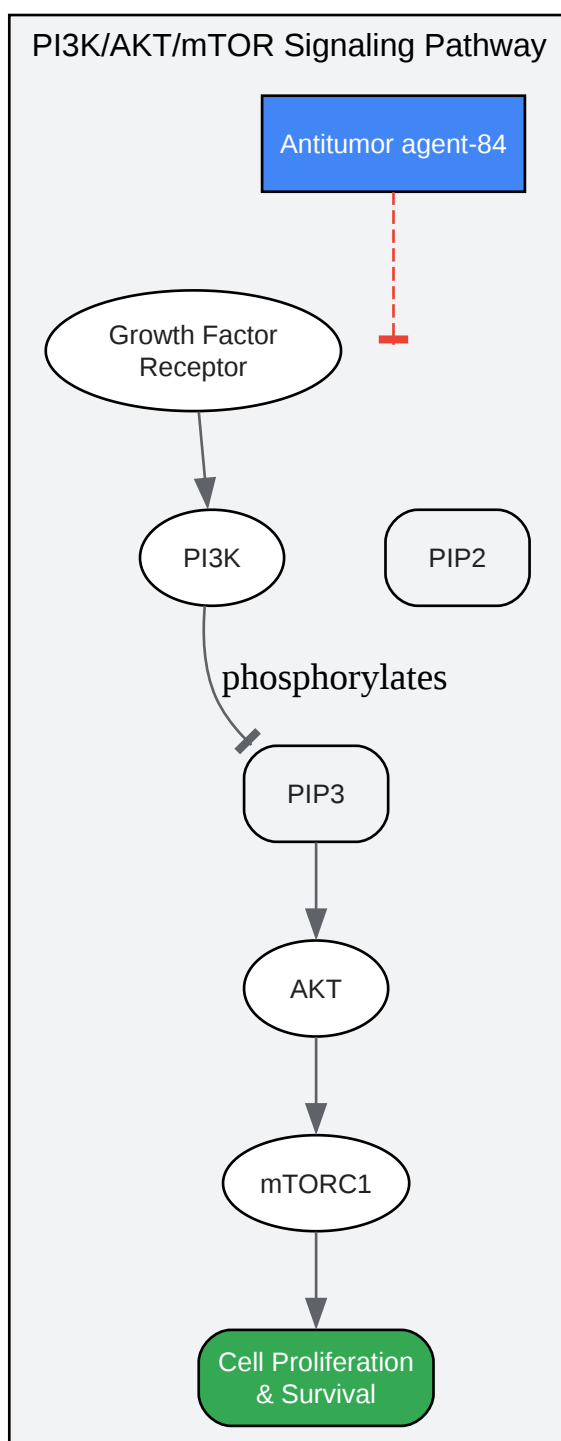 PI3K/AKT/mTOR Signaling Pathway
Antitumor agent-84
Growth Factor
Receptor
PI3K
PIP2
phosphorylates
PIP3
AKT
mTORC1
Cell Proliferation
& Survival